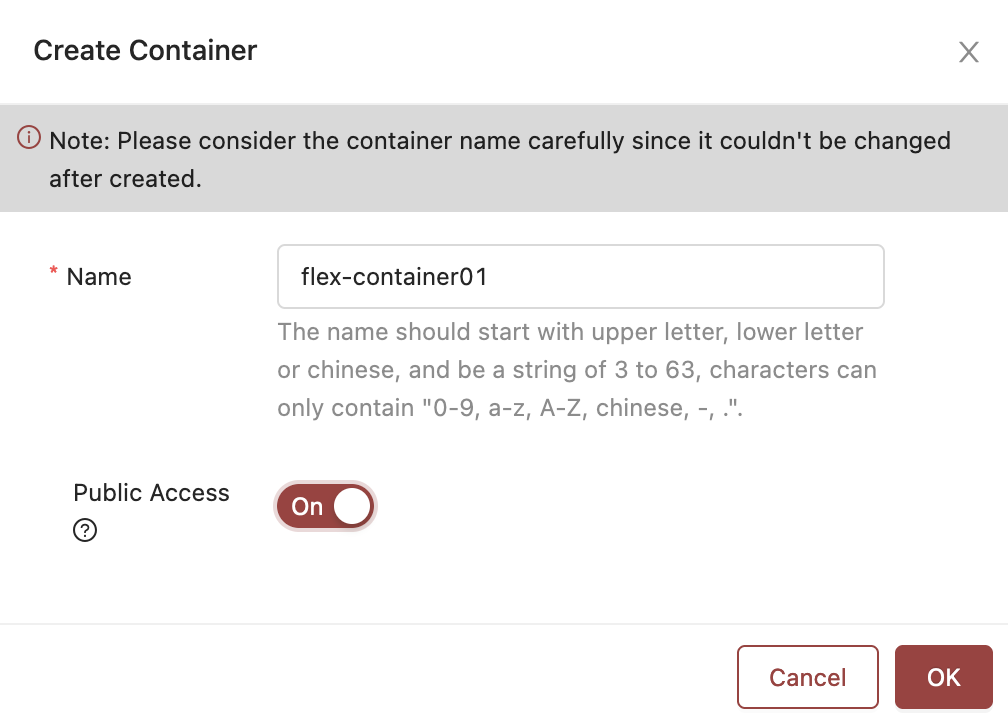 Create Container
Note: Please consider the container name carefully since it couldn't be changed
after created.
* Name
flex-container01
The name should start with upper letter, lower letter
or chinese, and be a string of 3 to 63, characters can
only contain "0-9, a-z, A-Z, chinese, -, .".
Public Access
On
Cancel
OK